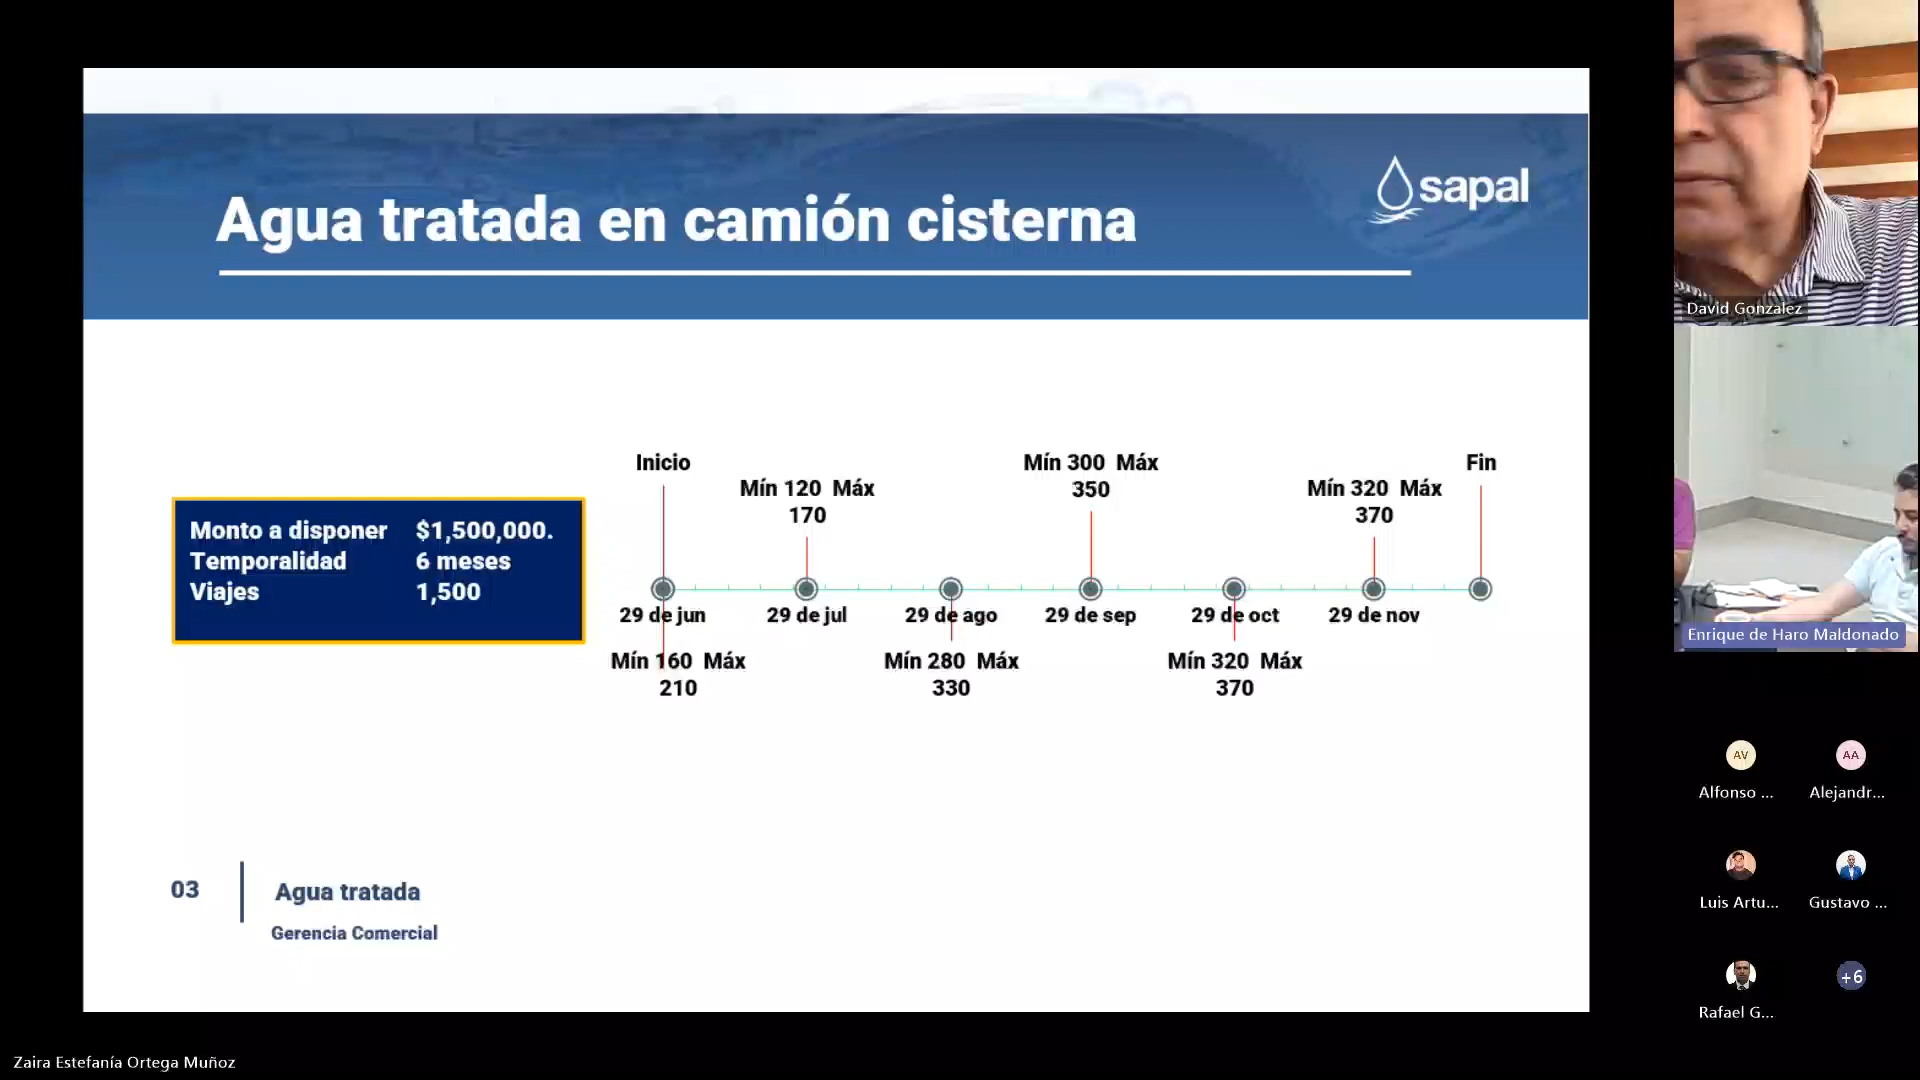 sapal
Agua tratada en camión cisterna
Monto a disponer $1,500,000.
Temporalidad 6 meses
Viajes 1,500
Inicio
Mín 120 Máx
170
Mín 300 Máx
350
Mín 320 Máx
370
Fin
29 de jun
29 de jul
29 de ago
29 de sep
29 de oct
29 de nov
Mín 160 Máx
210
Mín 280 Máx
330
Mín 320 Máx
370
03
Agua tratada
Gerencia Comercial
David Gonzalez
Enrique de Haro Maldonado
AV
AA
Alfonso ...
Alejandr...
Luis Artu...
Gustavo ...
+6
Rafael G...
Zaira Estefanía Ortega Muñoz